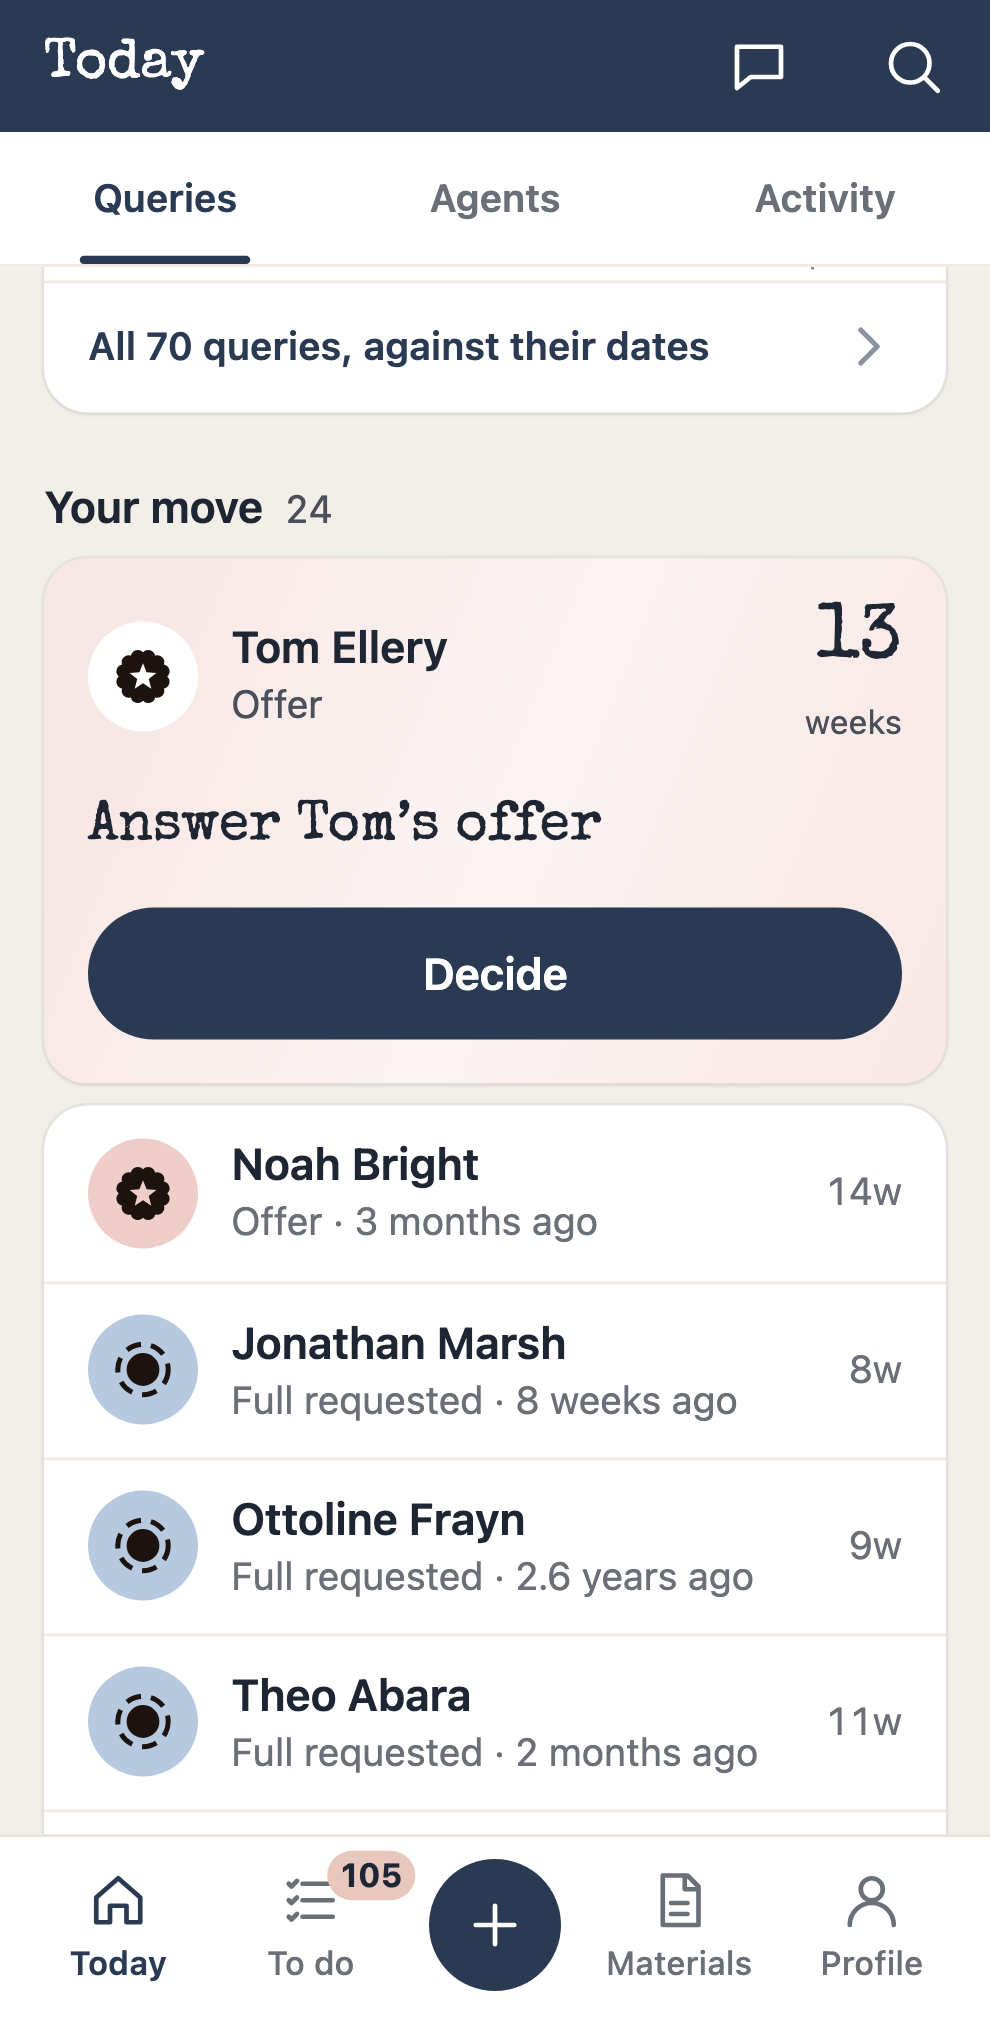 Today
Queries
Agents
Activity
All 70 queries, against their dates
Your move 24
Tom Ellery
Offer
13
weeks
Answer Tom’s offer
Decide
Noah Bright
Offer · 3 months ago
14w
Jonathan Marsh
Full requested · 8 weeks ago
8w
Ottoline Frayn
Full requested · 2.6 years ago
9w
Theo Abara
Full requested · 2 months ago
11w
105
Today
To do
Materials
Profile